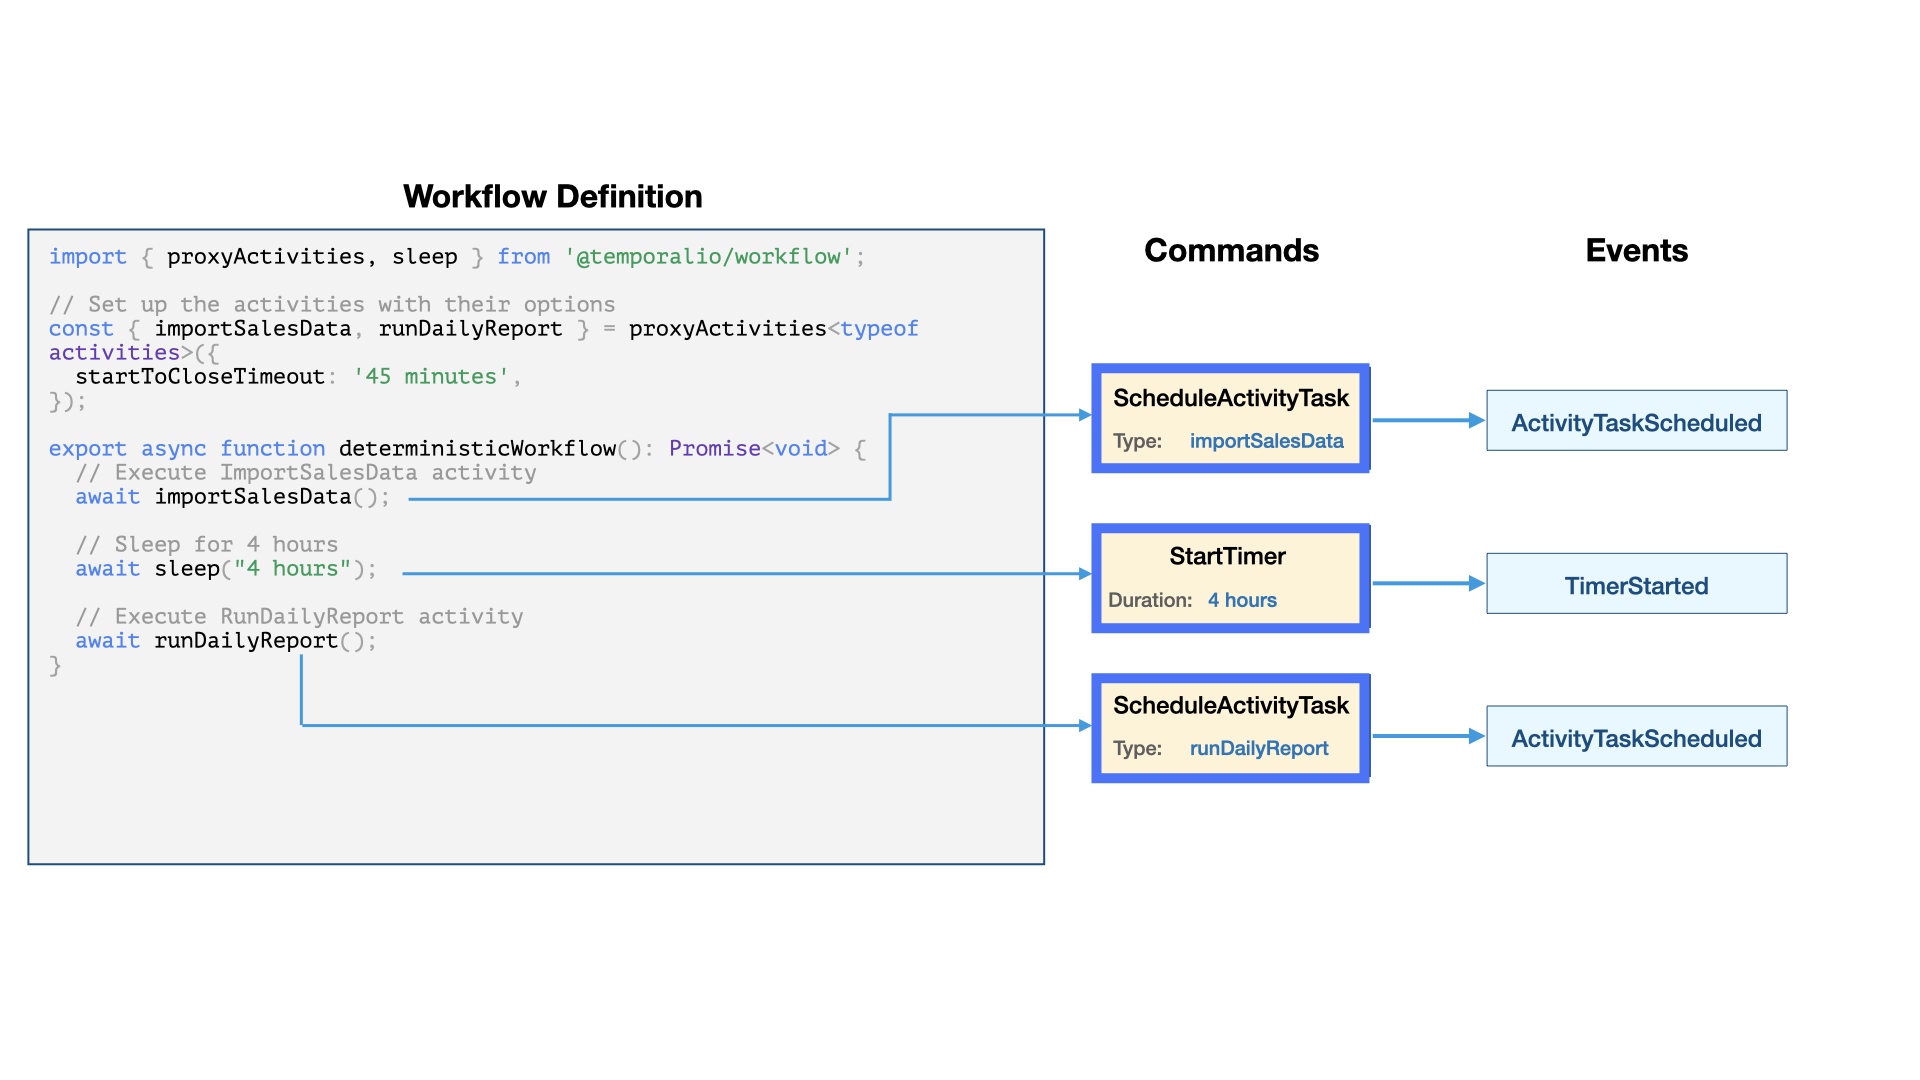 Workflow Definition
import { proxyActivities, sleep } from '@temporalio/workflow';
// Set up the activities with their options
const { importSalesData, runDailyReport } = proxyActivities<typeof
activities>({
  startToCloseTimeout: '45 minutes',
});
export async function deterministicWorkflow(): Promise<void> {
  // Execute ImportSalesData activity
  await importSalesData();
  // Sleep for 4 hours
  await sleep("4 hours");
  // Execute RunDailyReport activity
  await runDailyReport();
}
Commands
ScheduleActivityTask
Type: importSalesData
StartTimer
Duration: 4 hours
ScheduleActivityTask
Type: runDailyReport
Events
ActivityTaskScheduled
TimerStarted
ActivityTaskScheduled